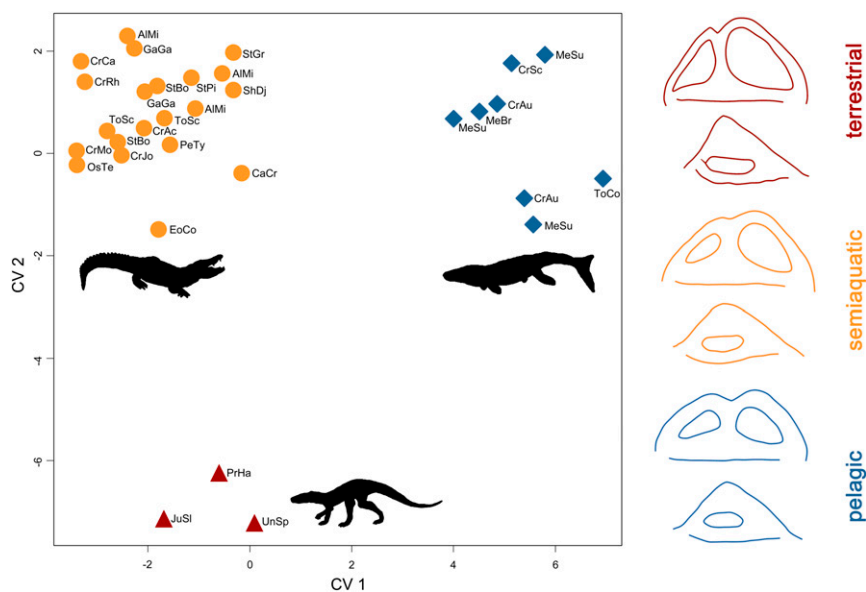 AlMi
GaGa
CrCa
CrRh
StBo
GaGa
StPi
StGr
AlMi
ShDj
AlMi
ToSc
ToSc
CrAc
StBo
CrMo
CrJo
PeTy
OsTe
CaCr
EoCo
MeSu
CrSc
CrAu
MeBr
MeSu
CrAu
ToCo
MeSu
PrHa
JuSl
UnSp
2
0
-2
-4
-6
CV 2
-2
0
2
4
6
CV 1
terrestrial
semiaquatic
pelagic